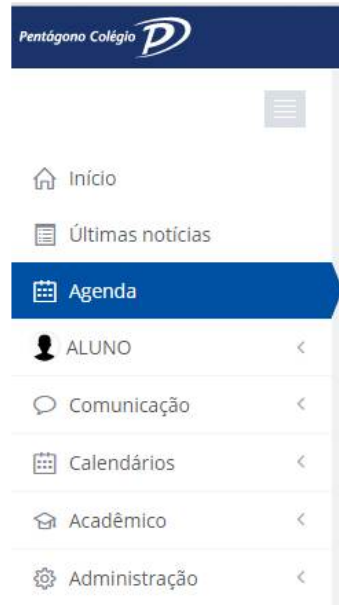 Pentágono Colégio P
Início
Últimas notícias
Agenda
ALUNO
Comunicação
Calendários
Acadêmico
Administração